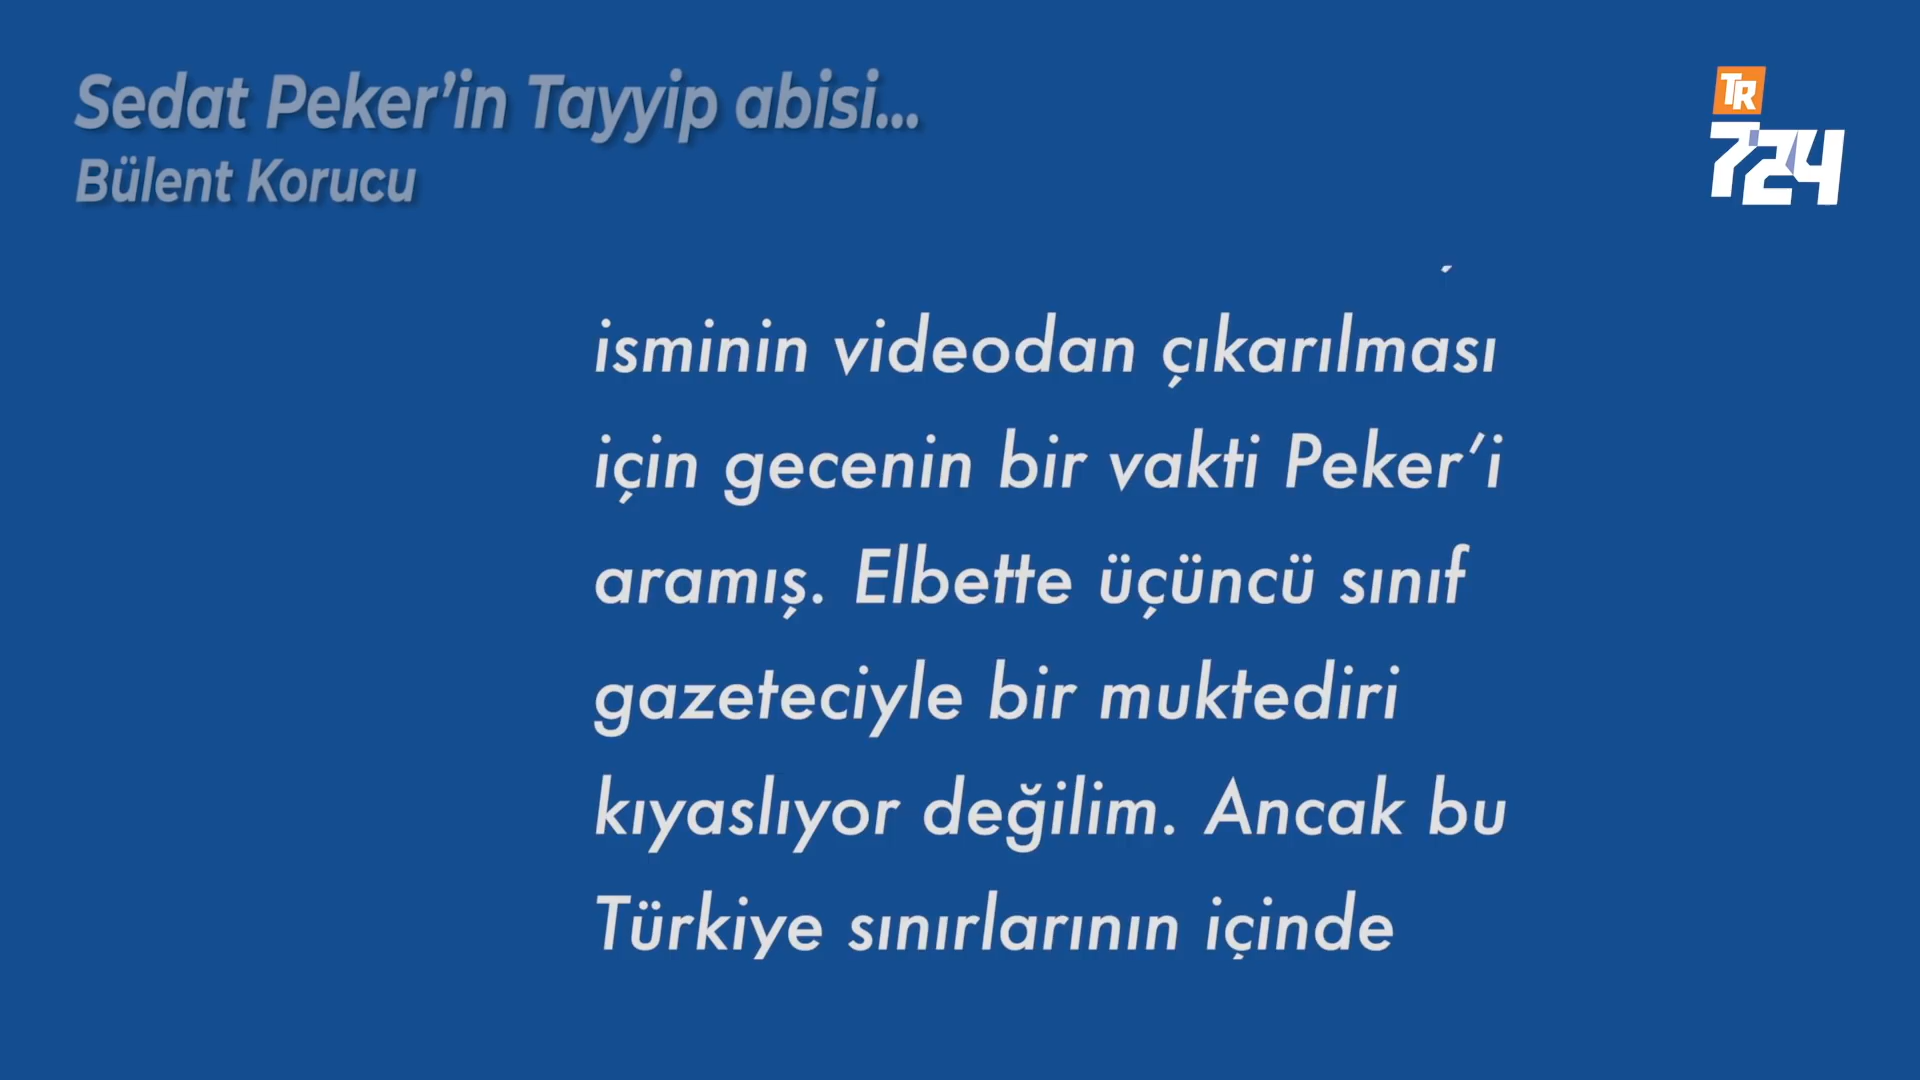 Sedat Peker’in Tayyip abisi...
Bülent Korucu
TR
724
isminin videodan çıkarılması
için gecenin bir vakti Peker’i
aramış. Elbette üçüncü sınıf
gazeteciyle bir muktediri
kıyaslıyor değilim. Ancak bu
Türkiye sınırlarının içinde